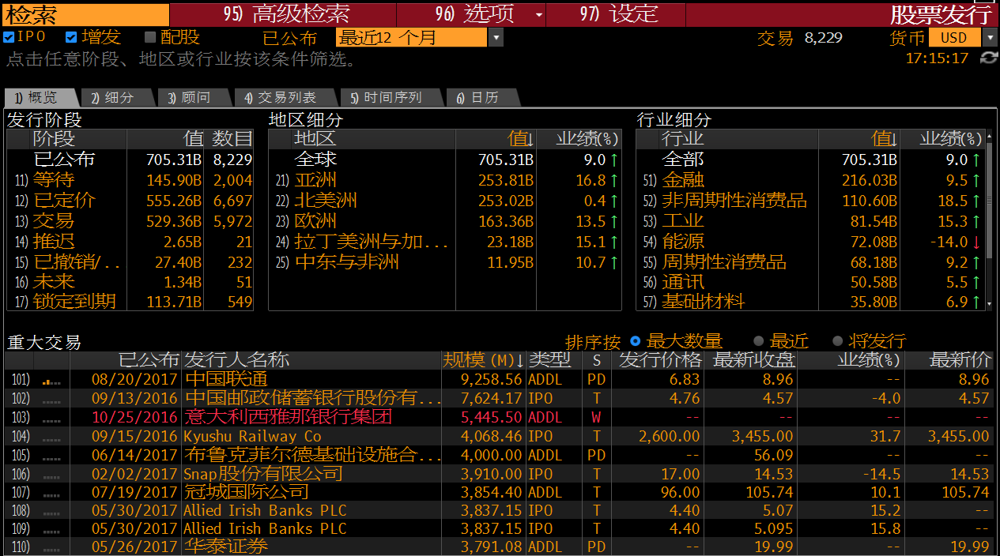 检索 95) 高级检索 96) 选项 97) 设定 股票发行
IPO 增发 配股 已公布 最近12 个月 交易 8,229 货币 USD
点击任意阶段、地区或行业按该条件筛选。 17:15:17
1) 概览 2) 细分 3) 顾问 4) 交易列表 5) 时间序列 6) 日历
发行阶段 地区细分 行业细分
阶段 值 数目 地区 值↓ 业绩(%) 行业 值↓ 业绩(%)
已公布 705.31B 8,229 全球 705.31B 9.0 ↑ 全部 705.31B 9.0 ↑
11) 等待 145.90B 2,004 21) 亚洲 253.81B 16.8 ↑ 51) 金融 216.03B 9.5 ↑
12) 已定价 555.26B 6,697 22) 北美洲 253.02B 0.4 ↑ 52) 非周期性消费品 110.60B 18.5 ↑
13) 交易 529.36B 5,972 23) 欧洲 163.36B 13.5 ↑ 53) 工业 81.54B 15.3 ↑
14) 推迟 2.65B 21 24) 拉丁美洲与加... 23.18B 15.1 ↑ 54) 能源 72.08B -14.0 ↓
15) 已撤销/.. 27.40B 232 25) 中东与非洲 11.95B 10.7 ↑ 55) 周期性消费品 68.18B 9.2 ↑
16) 未来 1.34B 51 56) 通讯 50.58B 5.5 ↑
17) 锁定到期 113.71B 549 57) 基础材料 35.80B 6.9 ↑
重大交易 排序按 最大数量 最近 将发行
已公布 发行人名称 规模 (M)↓ 类型 S 发行价格 最新收盘 业绩(%) 最新价
101) 08/20/2017 中国联通 9,258.56 ADDL PD 6.83 8.96 -- 8.96
102) 09/13/2016 中国邮政储蓄银行股份有... 7,624.17 IPO T 4.76 4.57 -4.0 4.57
103) 10/25/2016 意大利西雅那银行集团 5,445.50 ADDL W -- -- -- --
104) 09/15/2016 Kyushu Railway Co 4,068.46 IPO T 2,600.00 3,455.00 31.7 3,455.00
105) 06/14/2017 布鲁克菲尔德基础设施合... 4,000.00 ADDL PD -- 56.09 -- --
106) 02/02/2017 Snap股份有限公司 3,910.00 IPO T 17.00 14.53 -14.5 14.53
107) 07/19/2017 冠城国际公司 3,854.40 ADDL T 96.00 105.74 10.1 105.74
108) 05/30/2017 Allied Irish Banks PLC 3,837.15 IPO T 4.40 5.07 15.2 --
109) 05/30/2017 Allied Irish Banks PLC 3,837.15 IPO T 4.40 5.095 15.8 --
110) 05/26/2017 华泰证券 3,791.08 ADDL PD -- 19.99 -- 19.99